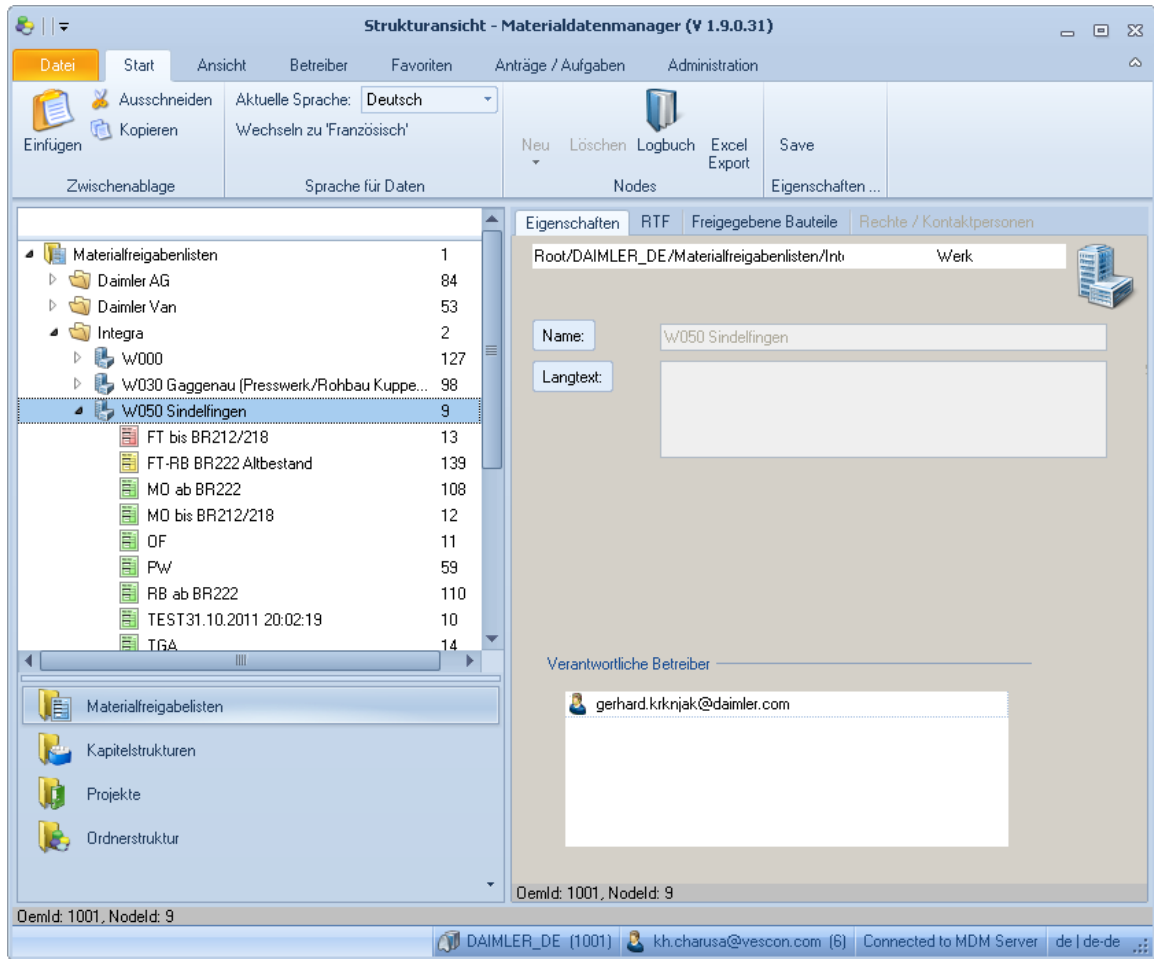 Strukturansicht - Materialdatenmanager (V 1.9.0.31)
Datei Start Ansicht Betreiber Favoriten Anträge / Aufgaben Administration
Einfügen
Ausschneiden
Kopieren
Zwischenablage
Aktuelle Sprache: Deutsch
Wechseln zu 'Französisch'
Sprache für Daten
Neu Löschen Logbuch Excel Export
Nodes
Save
Eigenschaften ...
Materialfreigabenlisten 1
Daimler AG 84
Daimler Van 53
Integra 2
W000 127
W030 Gaggenau (Presswerk/Rohbau Kuppe... 98
W050 Sindelfingen 9
FT bis BR212/218 13
FT-RB BR222 Altbestand 139
MO ab BR222 108
MO bis BR212/218 12
OF 11
PW 59
RB ab BR222 110
TEST31.10.2011 20:02:19 10
TGA 14
Materialfreigabelisten
Kapitelstrukturen
Projekte
Ordnerstruktur
OemId: 1001, NodeId: 9
Eigenschaften RTF Freigegebene Bauteile Rechte / Kontaktpersonen
Root/DAIMLER_DE/Materialfreigabenlisten/Int Werk
Name: W050 Sindelfingen
Langtext:
Verantwortliche Betreiber
gerhard.krknjak@daimler.com
OemId: 1001, NodeId: 9
DAIMLER_DE (1001) kh.charusa@vescon.com (6) Connected to MDM Server de | de-de